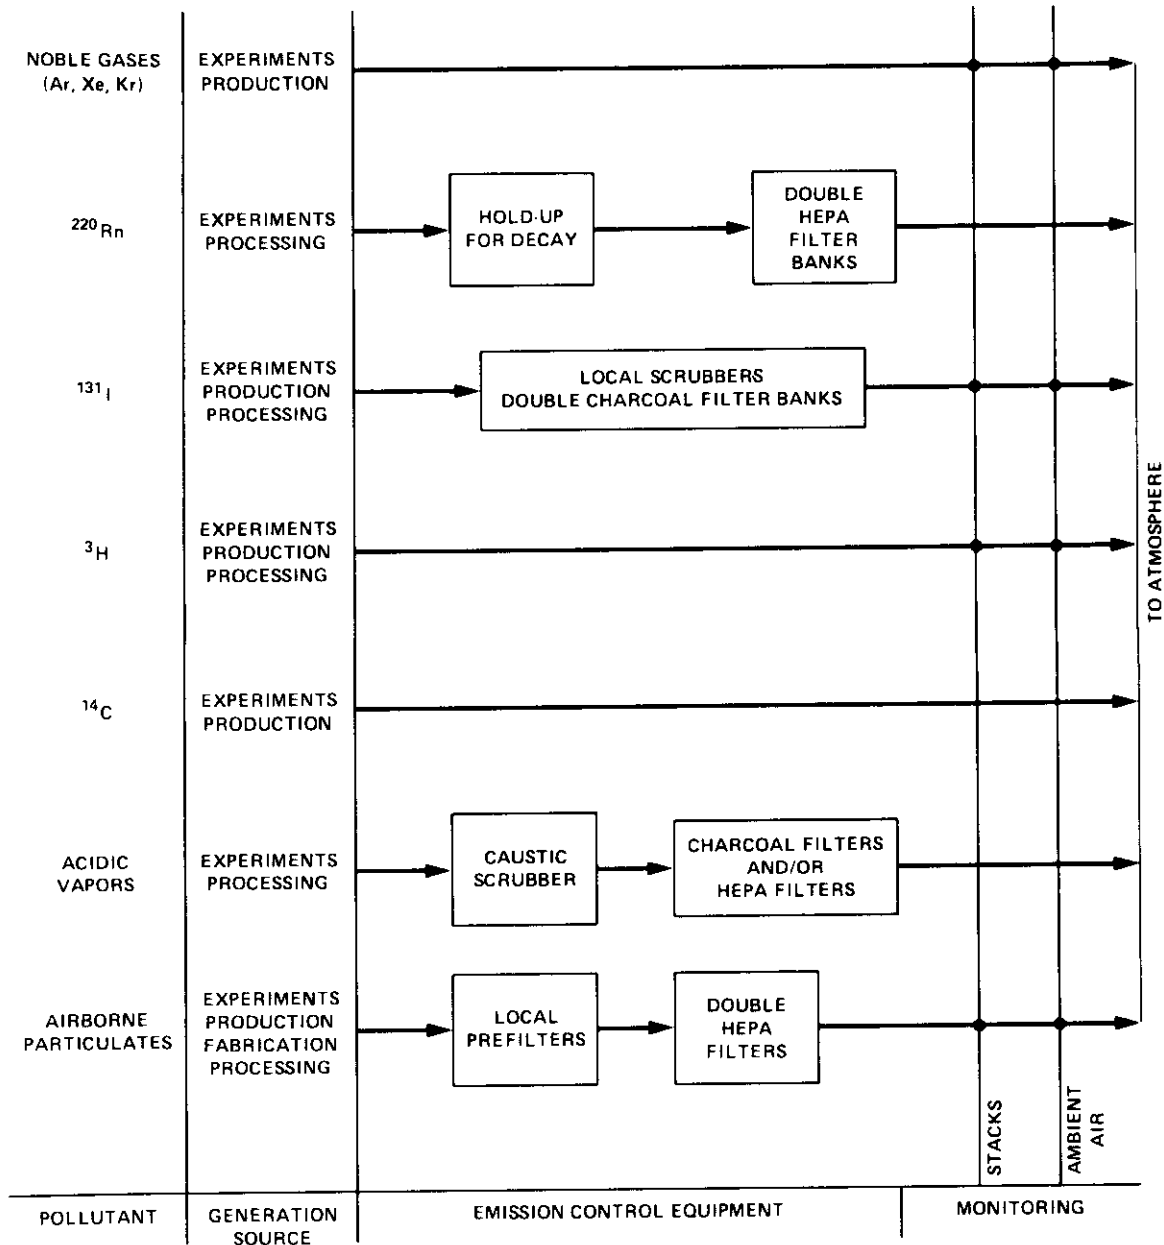 NOBLE GASES
(Ar, Xe, Kr)
EXPERIMENTS
PRODUCTION
220Rn
EXPERIMENTS
PROCESSING
HOLD-UP
FOR DECAY
DOUBLE
HEPA
FILTER
BANKS
131I
EXPERIMENTS
PRODUCTION
PROCESSING
LOCAL SCRUBBERS
DOUBLE CHARCOAL FILTER BANKS
3H
EXPERIMENTS
PRODUCTION
PROCESSING
TO ATMOSPHERE
14C
EXPERIMENTS
PRODUCTION
ACIDIC
VAPORS
EXPERIMENTS
PROCESSING
CAUSTIC
SCRUBBER
CHARCOAL FILTERS
AND/OR
HEPA FILTERS
AIRBORNE
PARTICULATES
EXPERIMENTS
PRODUCTION
FABRICATION
PROCESSING
LOCAL
PREFILTERS
DOUBLE
HEPA
FILTERS
STACKS
AMBIENT
AIR
POLLUTANT
GENERATION
SOURCE
EMISSION CONTROL EQUIPMENT
MONITORING